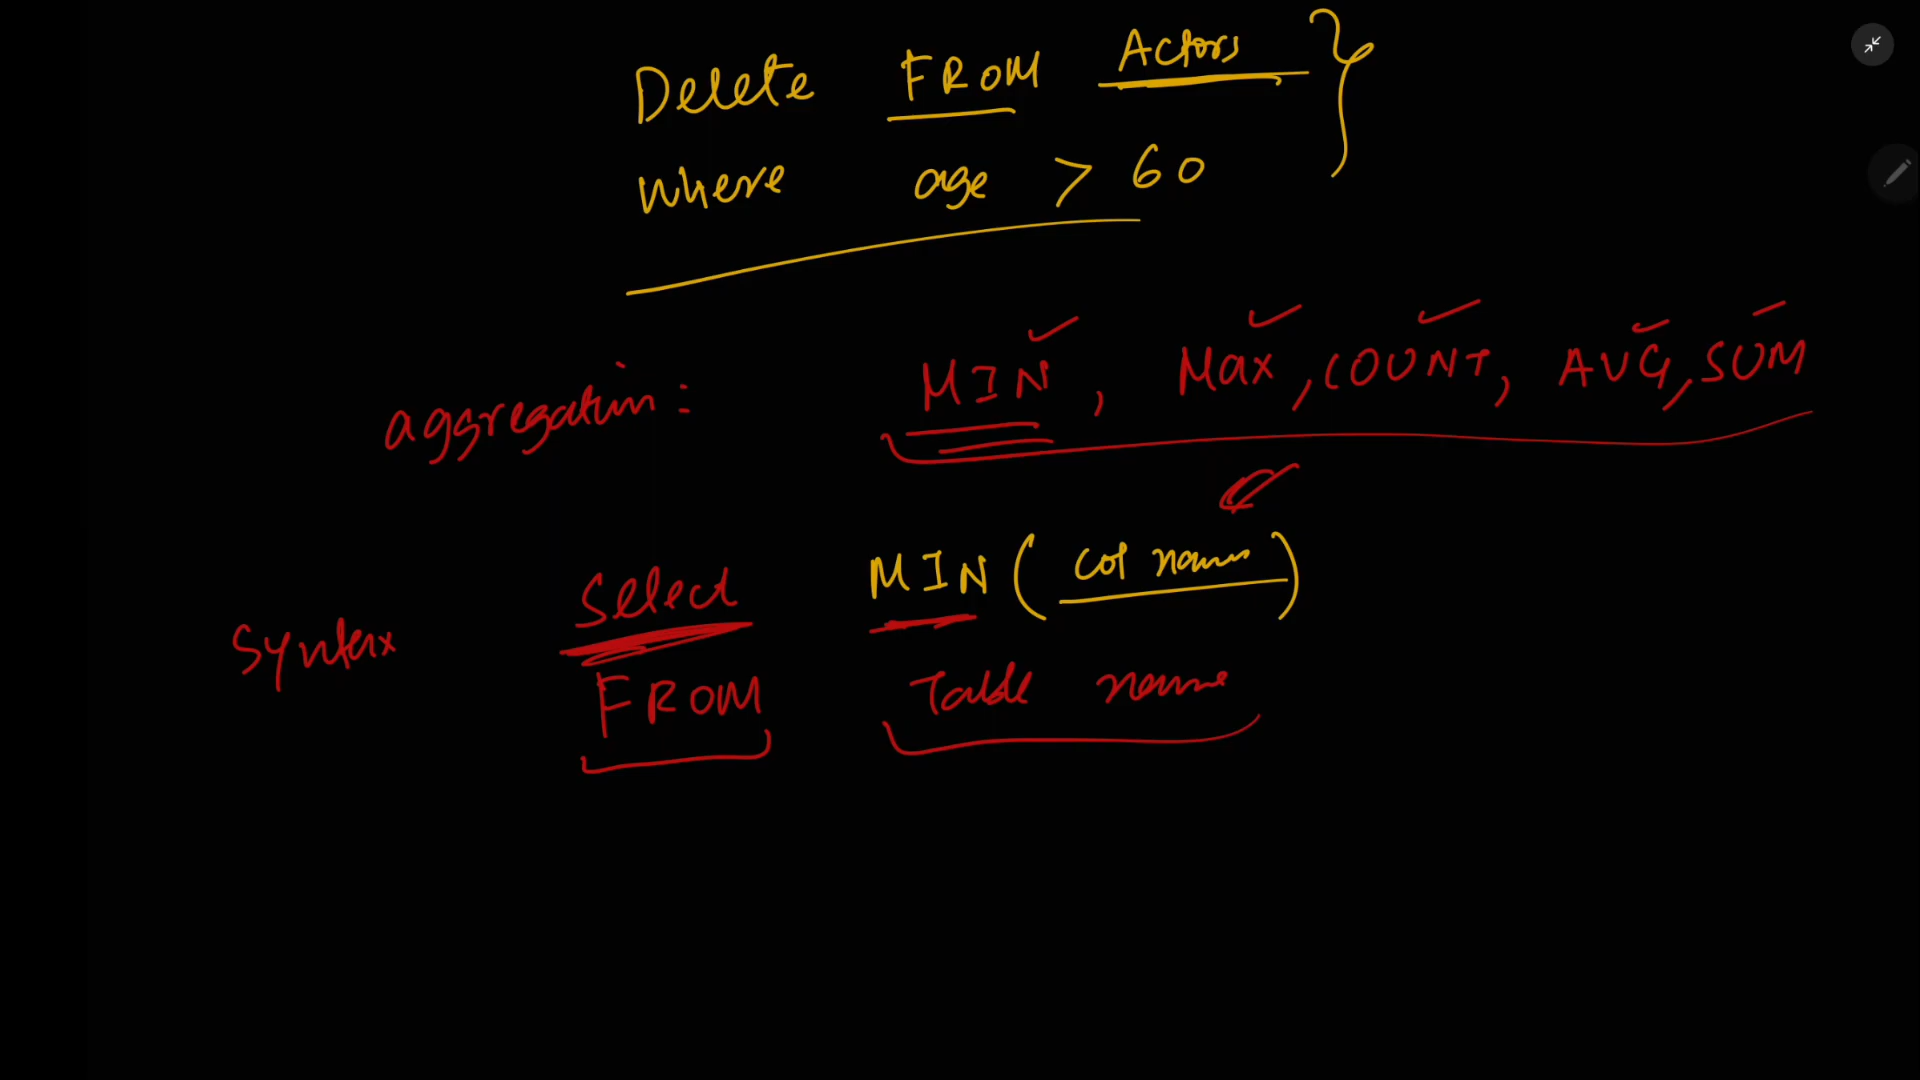 Delete FROM Actors
Where age > 60
aggregation: MIN, Max, COUNT, AVG, SUM
Syntax
Select MIN (Col name)
FROM Table name